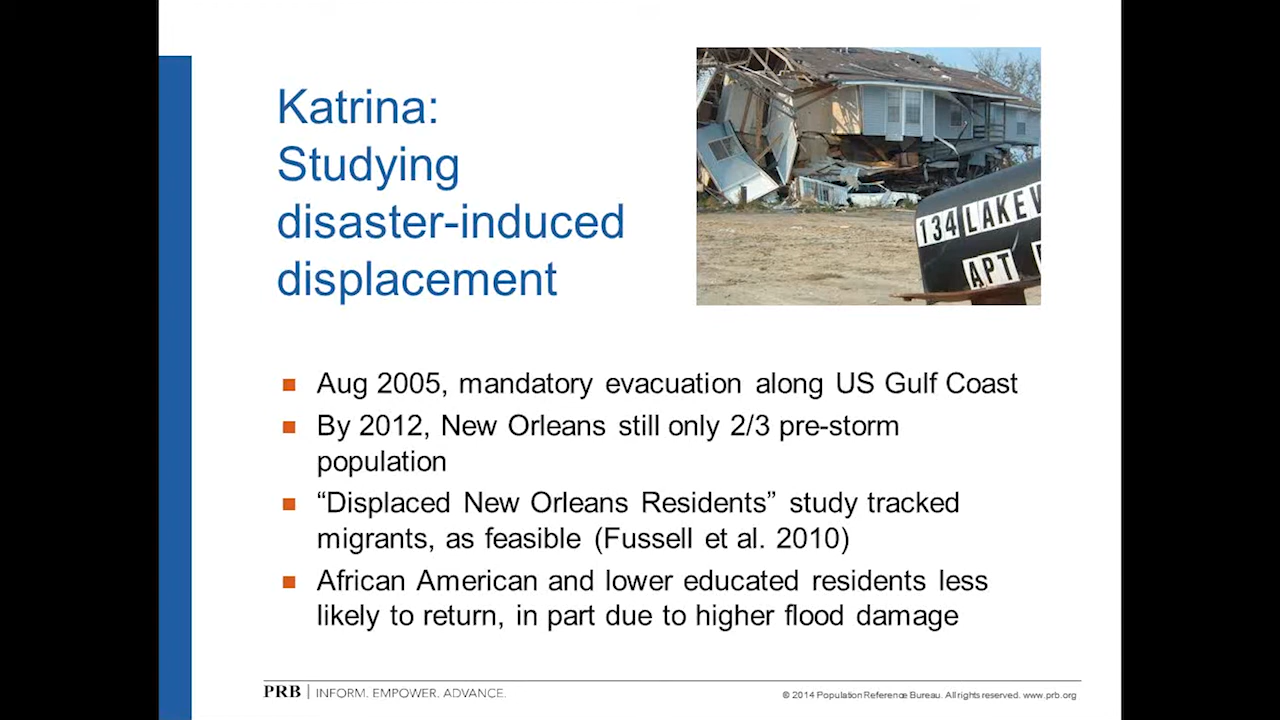 Katrina:
Studying
disaster-induced
displacement
134 LAKEV
APT
■ Aug 2005, mandatory evacuation along US Gulf Coast
■ By 2012, New Orleans still only 2/3 pre-storm
population
■ “Displaced New Orleans Residents” study tracked
migrants, as feasible (Fussell et al. 2010)
■ African American and lower educated residents less
likely to return, in part due to higher flood damage
PRB | INFORM. EMPOWER. ADVANCE.
© 2014 Population Reference Bureau. All rights reserved. www.prb.org